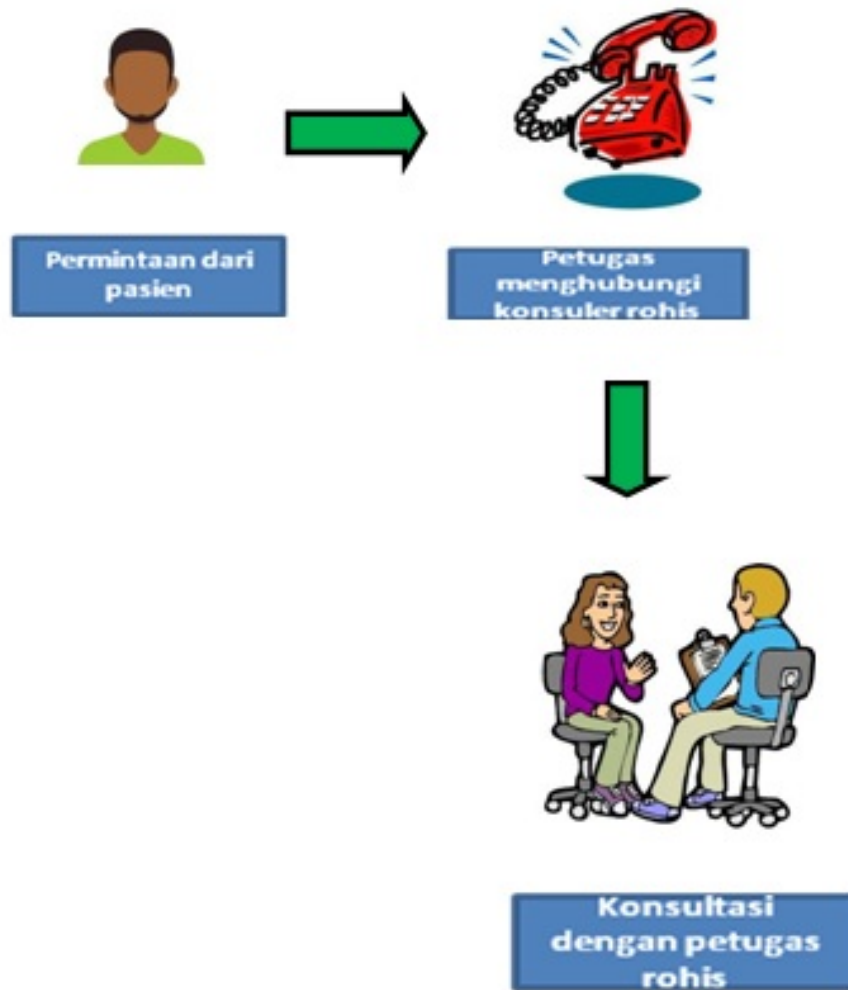 Permintaan dari
pasien
Petugas
menghubungi
konsuler rohis
Konsultasi
dengan petugas
rohis